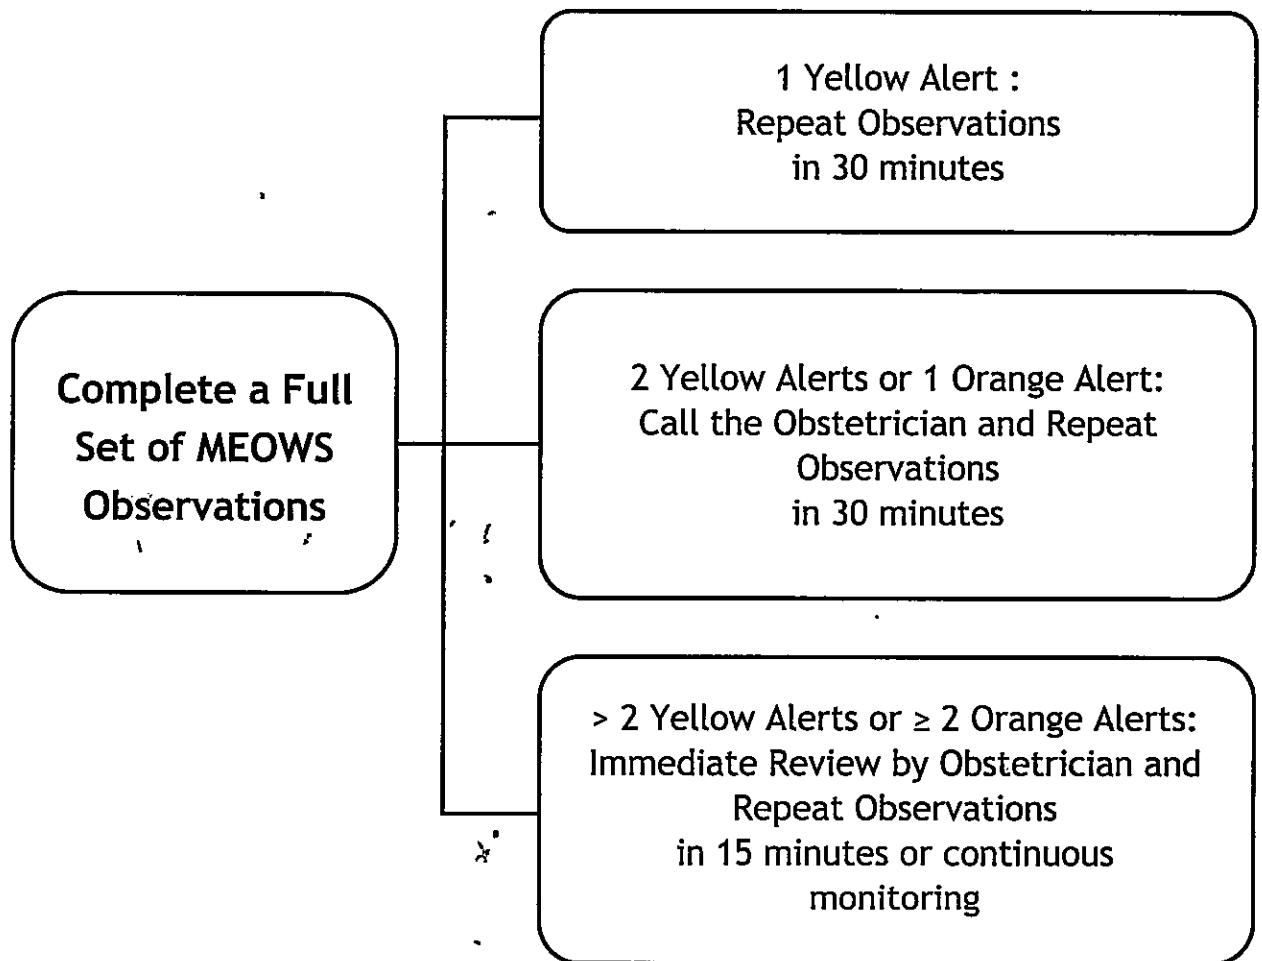 Complete a Full
Set of MEOWS
Observations
1 Yellow Alert :
Repeat Observations
in 30 minutes
2 Yellow Alerts or 1 Orange Alert:
Call the Obstetrician and Repeat
Observations
in 30 minutes
> 2 Yellow Alerts or ≥ 2 Orange Alerts:
Immediate Review by Obstetrician and
Repeat Observations
in 15 minutes or continuous
monitoring